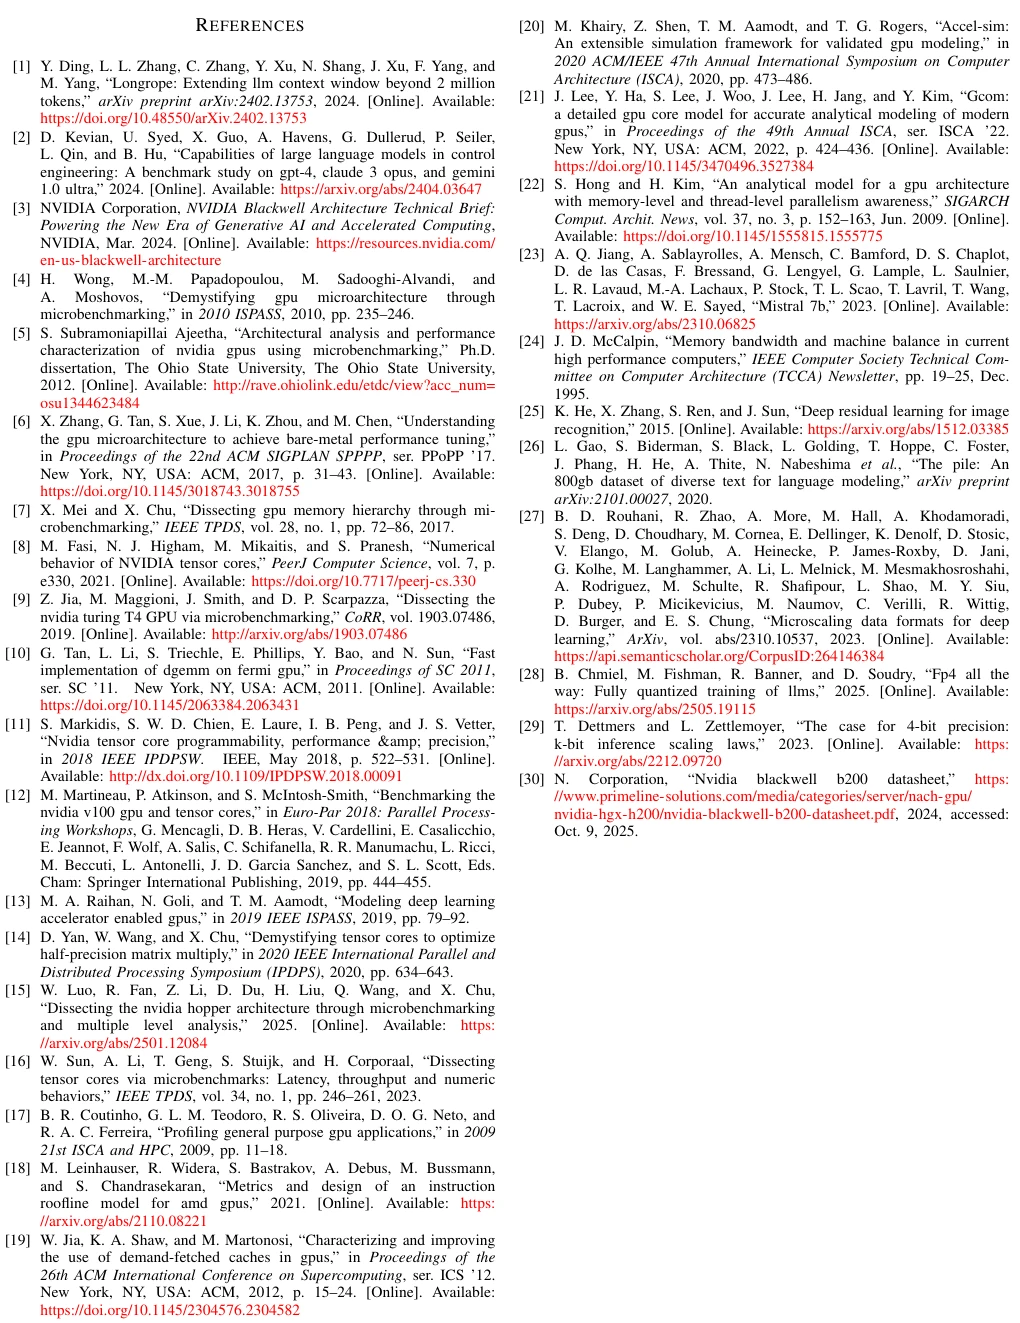 REFERENCES
[1] Y. Ding, L. L. Zhang, C. Zhang, Y. Xu, N. Shang, J. Xu, F. Yang, and
M. Yang, “Longrope: Extending llm context window beyond 2 million
tokens,” arXiv preprint arXiv:2402.13753, 2024. [Online]. Available:
https://doi.org/10.48550/arXiv.2402.13753
[2] D. Kevian, U. Syed, X. Guo, A. Havens, G. Dullerud, P. Seiler,
L. Qin, and B. Hu, “Capabilities of large language models in control
engineering: A benchmark study on gpt-4, claude 3 opus, and gemini
1.0 ultra,” 2024. [Online]. Available: https://arxiv.org/abs/2404.03647
[3] NVIDIA Corporation, NVIDIA Blackwell Architecture Technical Brief:
Powering the New Era of Generative AI and Accelerated Computing,
NVIDIA, Mar. 2024. [Online]. Available: https://resources.nvidia.com/
en-us-blackwell-architecture
[4] H. Wong, M.-M. Papadopoulou, M. Sadooghi-Alvandi, and
A. Moshovos, “Demystifying gpu microarchitecture through
microbenchmarking,” in 2010 ISPASS, 2010, pp. 235–246.
[5] S. Subramoniapillai Ajeetha, “Architectural analysis and performance
characterization of nvidia gpus using microbenchmarking,” Ph.D.
dissertation, The Ohio State University, The Ohio State University,
2012. [Online]. Available: http://rave.ohiolink.edu/etdc/view?acc_num=
osu1344623484
[6] X. Zhang, G. Tan, S. Xue, J. Li, K. Zhou, and M. Chen, “Understanding
the gpu microarchitecture to achieve bare-metal performance tuning,”
in Proceedings of the 22nd ACM SIGPLAN SPPPP, ser. PPoPP ’17.
New York, NY, USA: ACM, 2017, p. 31–43. [Online]. Available:
https://doi.org/10.1145/3018743.3018755
[7] X. Mei and X. Chu, “Dissecting gpu memory hierarchy through mi-
crobenchmarking,” IEEE TPDS, vol. 28, no. 1, pp. 72–86, 2017.
[8] M. Fasi, N. J. Higham, M. Mikaitis, and S. Pranesh, “Numerical
behavior of NVIDIA tensor cores,” PeerJ Computer Science, vol. 7, p.
e330, 2021. [Online]. Available: https://doi.org/10.7717/peerj-cs.330
[9] Z. Jia, M. Maggioni, J. Smith, and D. P. Scarpazza, “Dissecting the
nvidia turing T4 GPU via microbenchmarking,” CoRR, vol. 1903.07486,
2019. [Online]. Available: http://arxiv.org/abs/1903.07486
[10] G. Tan, L. Li, S. Triechle, E. Phillips, Y. Bao, and N. Sun, “Fast
implementation of dgemm on fermi gpu,” in Proceedings of SC 2011,
ser. SC ’11. New York, NY, USA: ACM, 2011. [Online]. Available:
https://doi.org/10.1145/2063384.2063431
[11] S. Markidis, S. W. D. Chien, E. Laure, I. B. Peng, and J. S. Vetter,
“Nvidia tensor core programmability, performance &amp; precision,”
in 2018 IEEE IPDPSW. IEEE, May 2018, p. 522–531. [Online].
Available: http://dx.doi.org/10.1109/IPDPSW.2018.00091
[12] M. Martineau, P. Atkinson, and S. McIntosh-Smith, “Benchmarking the
nvidia v100 gpu and tensor cores,” in Euro-Par 2018: Parallel Process-
ing Workshops, G. Mencagli, D. B. Heras, V. Cardellini, E. Casalicchio,
E. Jeannot, F. Wolf, A. Salis, C. Schifanella, R. R. Manumachu, L. Ricci,
M. Beccuti, L. Antonelli, J. D. Garcia Sanchez, and S. L. Scott, Eds.
Cham: Springer International Publishing, 2019, pp. 444–455.
[13] M. A. Raihan, N. Goli, and T. M. Aamodt, “Modeling deep learning
accelerator enabled gpus,” in 2019 IEEE ISPASS, 2019, pp. 79–92.
[14] D. Yan, W. Wang, and X. Chu, “Demystifying tensor cores to optimize
half-precision matrix multiply,” in 2020 IEEE International Parallel and
Distributed Processing Symposium (IPDPS), 2020, pp. 634–643.
[15] W. Luo, R. Fan, Z. Li, D. Du, H. Liu, Q. Wang, and X. Chu,
“Dissecting the nvidia hopper architecture through microbenchmarking
and multiple level analysis,” 2025. [Online]. Available: https:
//arxiv.org/abs/2501.12084
[16] W. Sun, A. Li, T. Geng, S. Stuijk, and H. Corporaal, “Dissecting
tensor cores via microbenchmarks: Latency, throughput and numeric
behaviors,” IEEE TPDS, vol. 34, no. 1, pp. 246–261, 2023.
[17] B. R. Coutinho, G. L. M. Teodoro, R. S. Oliveira, D. O. G. Neto, and
R. A. C. Ferreira, “Profiling general purpose gpu applications,” in 2009
21st ISCA and HPC, 2009, pp. 11–18.
[18] M. Leinhauser, R. Widera, S. Bastrakov, A. Debus, M. Bussmann,
and S. Chandrasekaran, “Metrics and design of an instruction
roofline model for amd gpus,” 2021. [Online]. Available: https:
//arxiv.org/abs/2110.08221
[19] W. Jia, K. A. Shaw, and M. Martonosi, “Characterizing and improving
the use of demand-fetched caches in gpus,” in Proceedings of the
26th ACM International Conference on Supercomputing, ser. ICS ’12.
New York, NY, USA: ACM, 2012, p. 15–24. [Online]. Available:
https://doi.org/10.1145/2304576.2304582
[20] M. Khairy, Z. Shen, T. M. Aamodt, and T. G. Rogers, “Accel-sim:
An extensible simulation framework for validated gpu modeling,” in
2020 ACM/IEEE 47th Annual International Symposium on Computer
Architecture (ISCA), 2020, pp. 473–486.
[21] J. Lee, Y. Ha, S. Lee, J. Woo, J. Lee, H. Jang, and Y. Kim, “Gcom:
a detailed gpu core model for accurate analytical modeling of modern
gpus,” in Proceedings of the 49th Annual ISCA, ser. ISCA ’22.
New York, NY, USA: ACM, 2022, p. 424–436. [Online]. Available:
https://doi.org/10.1145/3470496.3527384
[22] S. Hong and H. Kim, “An analytical model for a gpu architecture
with memory-level and thread-level parallelism awareness,” SIGARCH
Comput. Archit. News, vol. 37, no. 3, p. 152–163, Jun. 2009. [Online].
Available: https://doi.org/10.1145/1555815.1555775
[23] A. Q. Jiang, A. Sablayrolles, A. Mensch, C. Bamford, D. S. Chaplot,
D. de las Casas, F. Bressand, G. Lengyel, G. Lample, L. Saulnier,
L. R. Lavaud, M.-A. Lachaux, P. Stock, T. L. Scao, T. Lavril, T. Wang,
T. Lacroix, and W. E. Sayed, “Mistral 7b,” 2023. [Online]. Available:
https://arxiv.org/abs/2310.06825
[24] J. D. McCalpin, “Memory bandwidth and machine balance in current
high performance computers,” IEEE Computer Society Technical Com-
mittee on Computer Architecture (TCCA) Newsletter, pp. 19–25, Dec.
1995.
[25] K. He, X. Zhang, S. Ren, and J. Sun, “Deep residual learning for image
recognition,” 2015. [Online]. Available: https://arxiv.org/abs/1512.03385
[26] L. Gao, S. Biderman, S. Black, L. Golding, T. Hoppe, C. Foster,
J. Phang, H. He, A. Thite, N. Nabeshima et al., “The pile: An
800gb dataset of diverse text for language modeling,” arXiv preprint
arXiv:2101.00027, 2020.
[27] B. D. Rouhani, R. Zhao, A. More, M. Hall, A. Khodamoradi,
S. Deng, D. Choudhary, M. Cornea, E. Dellinger, K. Denolf, D. Stosic,
V. Elango, M. Golub, A. Heinecke, P. James-Roxby, D. Jani,
G. Kolhe, M. Langhammer, A. Li, L. Melnick, M. Mesmakhosroshahi,
A. Rodriguez, M. Schulte, R. Shafipour, L. Shao, M. Y. Siu,
P. Dubey, P. Micikevicius, M. Naumov, C. Verilli, R. Wittig,
D. Burger, and E. S. Chung, “Microscaling data formats for deep
learning,” ArXiv, vol. abs/2310.10537, 2023. [Online]. Available:
https://api.semanticscholar.org/CorpusID:264146384
[28] B. Chmiel, M. Fishman, R. Banner, and D. Soudry, “Fp4 all the
way: Fully quantized training of llms,” 2025. [Online]. Available:
https://arxiv.org/abs/2505.19115
[29] T. Dettmers and L. Zettlemoyer, “The case for 4-bit precision:
k-bit inference scaling laws,” 2023. [Online]. Available: https:
//arxiv.org/abs/2212.09720
[30] N. Corporation, “Nvidia blackwell b200 datasheet,” https:
//www.primeline-solutions.com/media/categories/server/nach-gpu/
nvidia-hgx-h200/nvidia-blackwell-b200-datasheet.pdf, 2024, accessed:
Oct. 9, 2025.